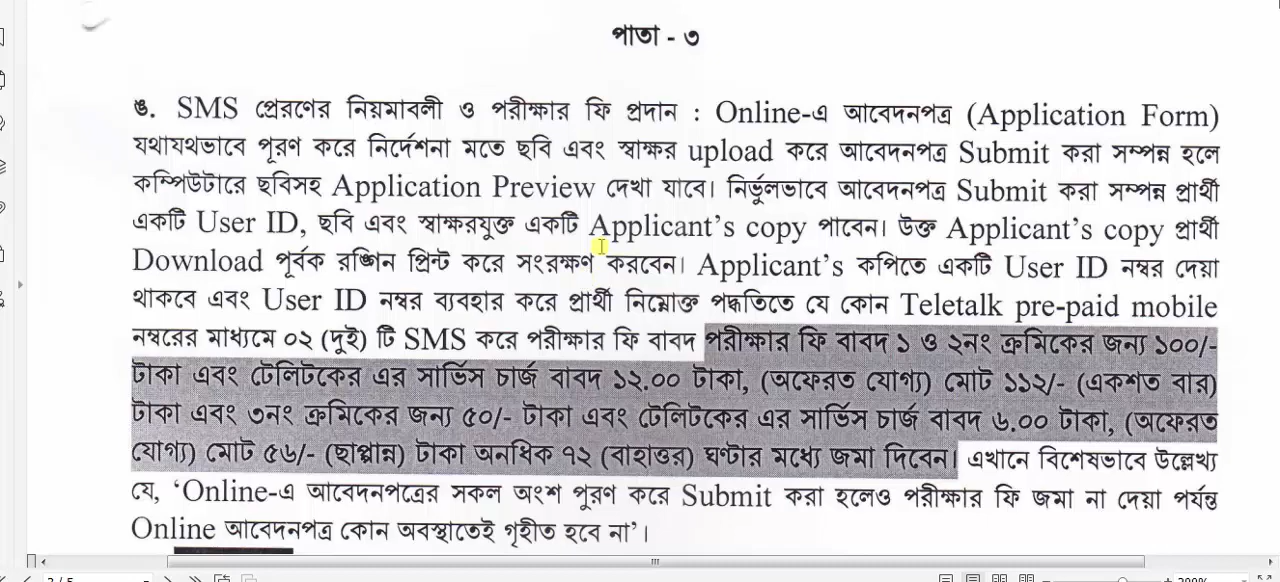 পাতা - ৩
ঙ. SMS প্রেরণের নিয়মাবলী ও পরীক্ষার ফি প্রদান : Online-এ আবেদনপত্র (Application Form)
যথাযথভাবে পূরণ করে নির্দেশনা মতে ছবি এবং স্বাক্ষর upload করে আবেদনপত্র Submit করা সম্পন্ন হলে
কম্পিউটারে ছবিসহ Application Preview দেখা যাবে। নির্ভুলভাবে আবেদনপত্র Submit করা সম্পন্ন প্রার্থী
একটি User ID, ছবি এবং স্বাক্ষরযুক্ত একটি Applicant’s copy পাবেন। উক্ত Applicant’s copy প্রার্থী
Download পূর্বক রঙ্গিন প্রিন্ট করে সংরক্ষণ করবেন। Applicant’s কপিতে একটি User ID নম্বর দেয়া
থাকবে এবং User ID নম্বর ব্যবহার করে প্রার্থী নিম্নোক্ত পদ্ধতিতে যে কোন Teletalk pre-paid mobile
নম্বরের মাধ্যমে ০২ (দুই) টি SMS করে পরীক্ষার ফি বাবদ পরীক্ষার ফি বাবদ ১ ও ২নং ক্রমিকের জন্য ১০০/-
টাকা এবং টেলিটকের এর সার্ভিস চার্জ বাবদ ১২.০০ টাকা, (অফেরত যোগ্য) মোট ১১২/- (একশত বার)
টাকা এবং ৩নং ক্রমিকের জন্য ৫০/- টাকা এবং টেলিটকের এর সার্ভিস চার্জ বাবদ ৬.০০ টাকা, (অফেরত
যোগ্য) মোট ৫৬/- (ছাপ্পান্ন) টাকা অনধিক ৭২ (বাহাত্তর) ঘণ্টার মধ্যে জমা দিবেন। এখানে বিশেষভাবে উল্লেখ্য
যে, ‘Online-এ আবেদনপত্রের সকল অংশ পূরণ করে Submit করা হলেও পরীক্ষার ফি জমা না দেয়া পর্যন্ত
Online আবেদনপত্র কোন অবস্থাতেই গৃহীত হবে না’।